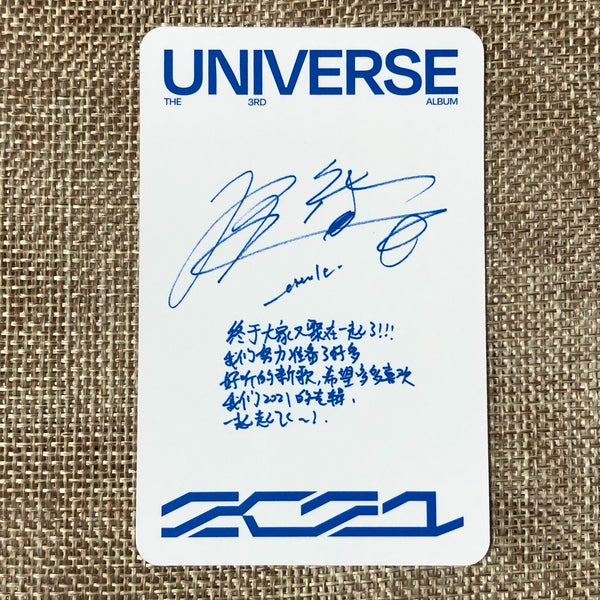 UNIVERSE
THE 3RD ALBUM
终于大家又聚在一起了!!!
我们努力准备了好多
好听的新歌,希望多多喜欢
我们2021的专辑
一起起飞~!
2021